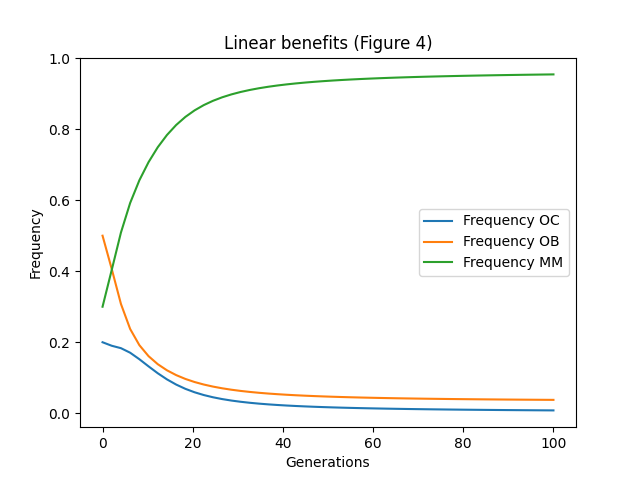 Linear benefits (Figure 4)
1.0
0.8
0.6
0.4
0.2
0.0
Frequency
Frequency OC
Frequency OB
Frequency MM
0 20 40 60 80 100
Generations